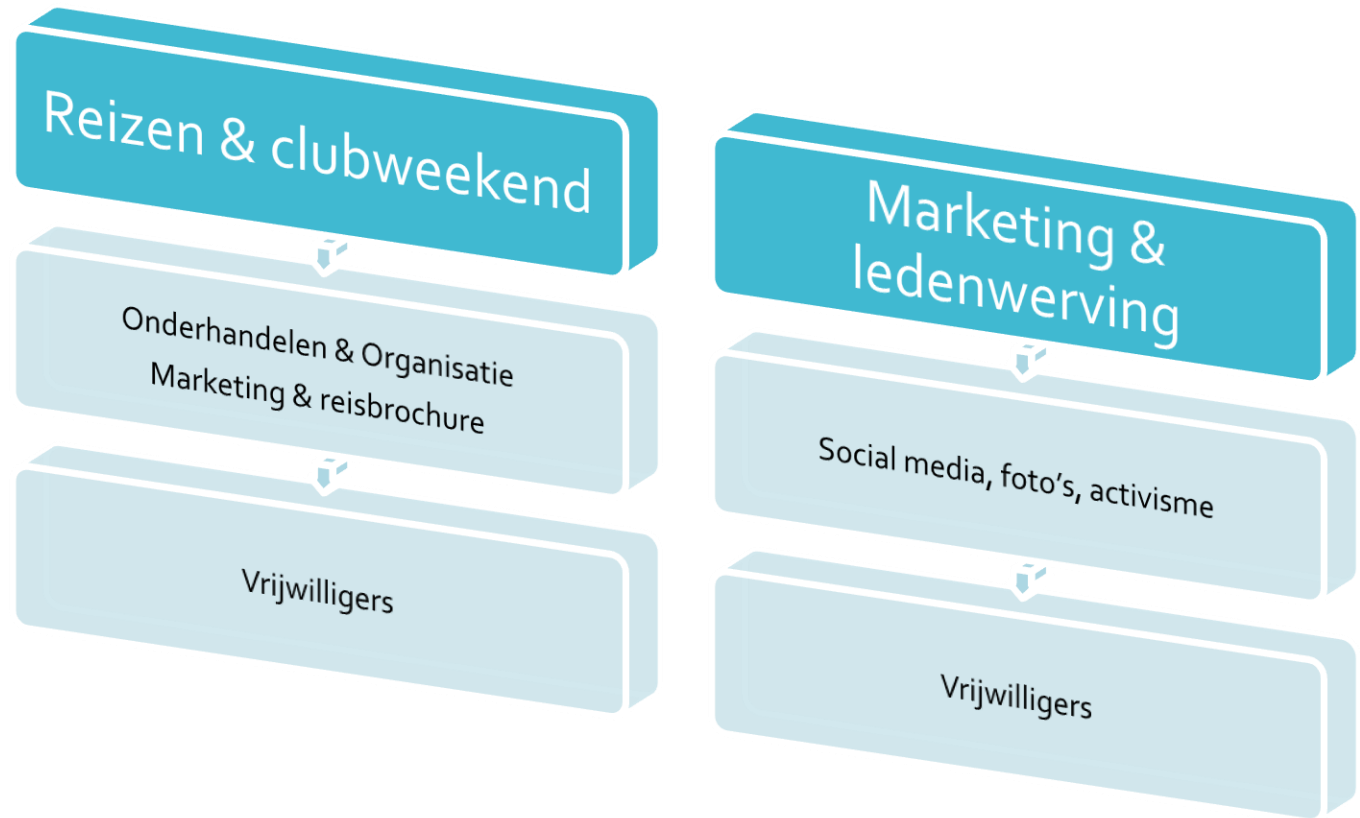 Reizen & clubweekend
Onderhandelen & Organisatie
Marketing & reisbrochure
Vrijwilligers
Marketing &
ledenwerving
Social media, foto’s, activisme
Vrijwilligers